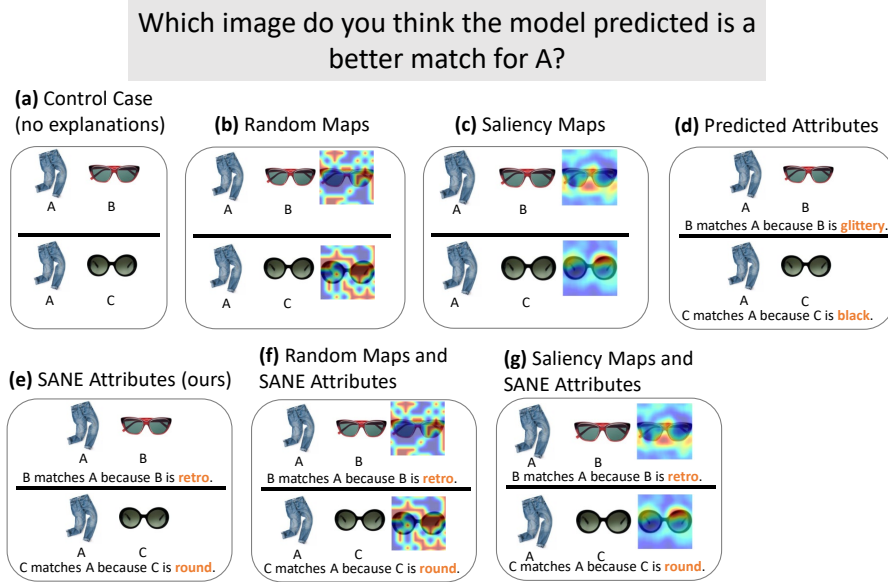 Which image do you think the model predicted is a
better match for A?
(a) Control Case
(no explanations)
A
B
A
C
(b) Random Maps
A
B
A
C
(c) Saliency Maps
A
B
A
C
(d) Predicted Attributes
A
B
B matches A because B is glittery.
A
C
C matches A because C is black.
(e) SANE Attributes (ours)
A
B
B matches A because B is retro.
A
C
C matches A because C is round.
(f) Random Maps and
SANE Attributes
A
B
B matches A because B is retro.
A
C
C matches A because C is round.
(g) Saliency Maps and
SANE Attributes
A
B
B matches A because B is retro.
A
C
C matches A because C is round.